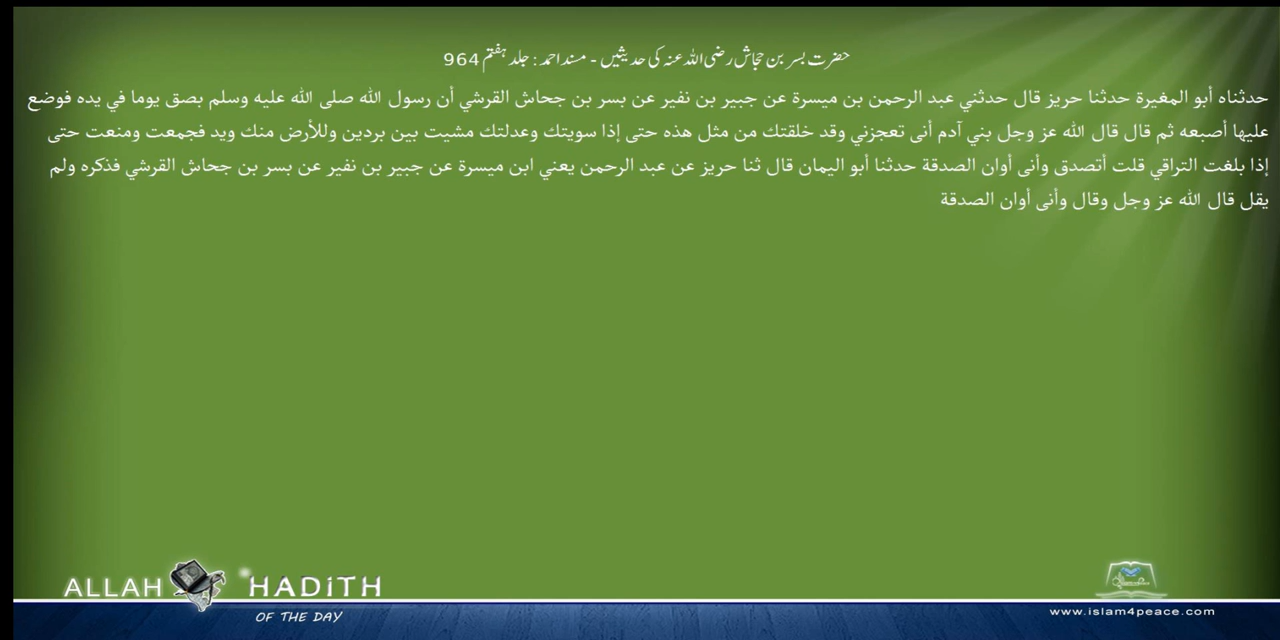 حضرت بسر بن حجاش رضی اللہ عنہ کی حدیثیں - مسند احمد : جلد ہفتم 964
حدثناه أبو المغيرة حدثنا حريز قال حدثني عبد الرحمن بن ميسرة عن جبير بن نفير عن بسر بن جحاش القرشي أن رسول الله صلى الله عليه وسلم بصق يوما في يده فوضع
عليها أصبعه ثم قال قال الله عز وجل بني آدم أنى تعجزني وقد خلقتك من مثل هذه حتى إذا سويتك وعدلتك مشيت بين بردين وللأرض منك وئيد فجمعت ومنعت حتى
إذا بلغت التراقي قلت أتصدق وأنى أوان الصدقة حدثنا أبو اليمان قال ثنا حريز عن عبد الرحمن يعني ابن ميسرة عن جبير بن نفير عن بسر بن جحاش القرشي فذكره ولم
يقل قال الله عز وجل وقال وأنى أوان الصدقة
ALLAH HADITH
OF THE DAY
www.islam4peace.com